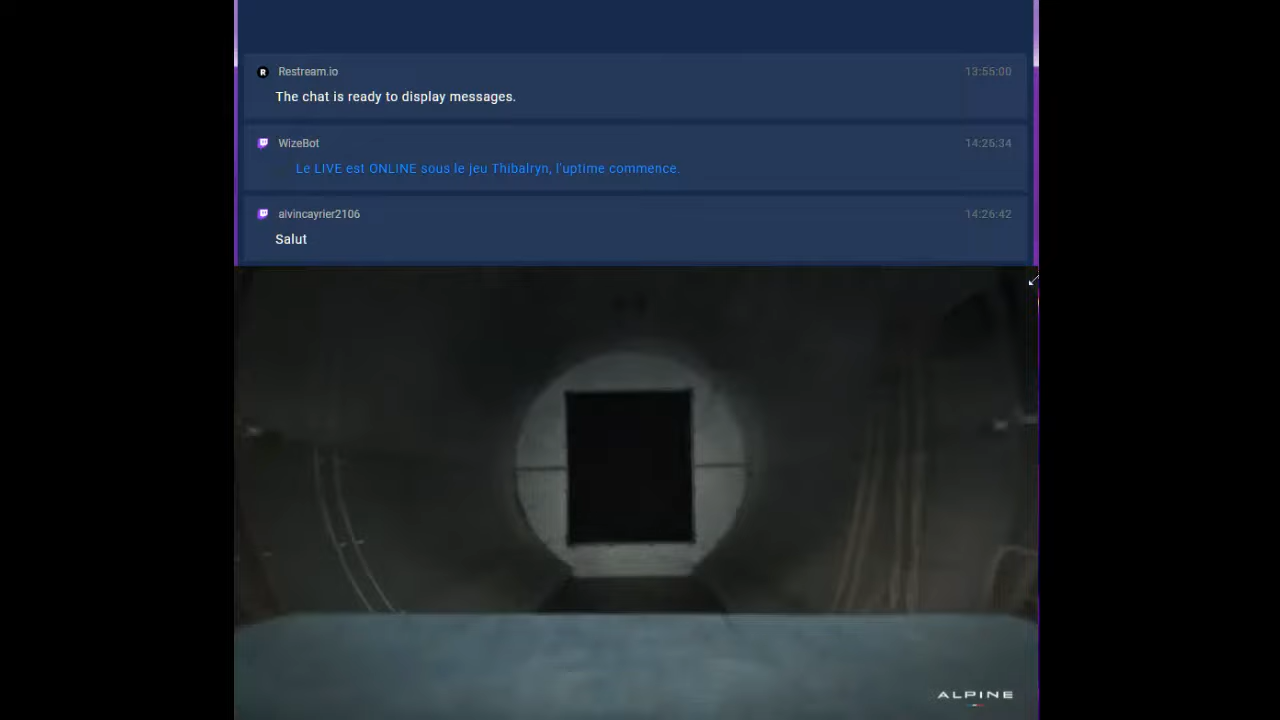 Restream.io 13:55:00
The chat is ready to display messages.
WizeBot 14:26:34
Le LIVE est ONLINE sous le jeu Thibalryn, l'uptime commence.
alvincayrier2106 14:26:42
Salut
ALPINE